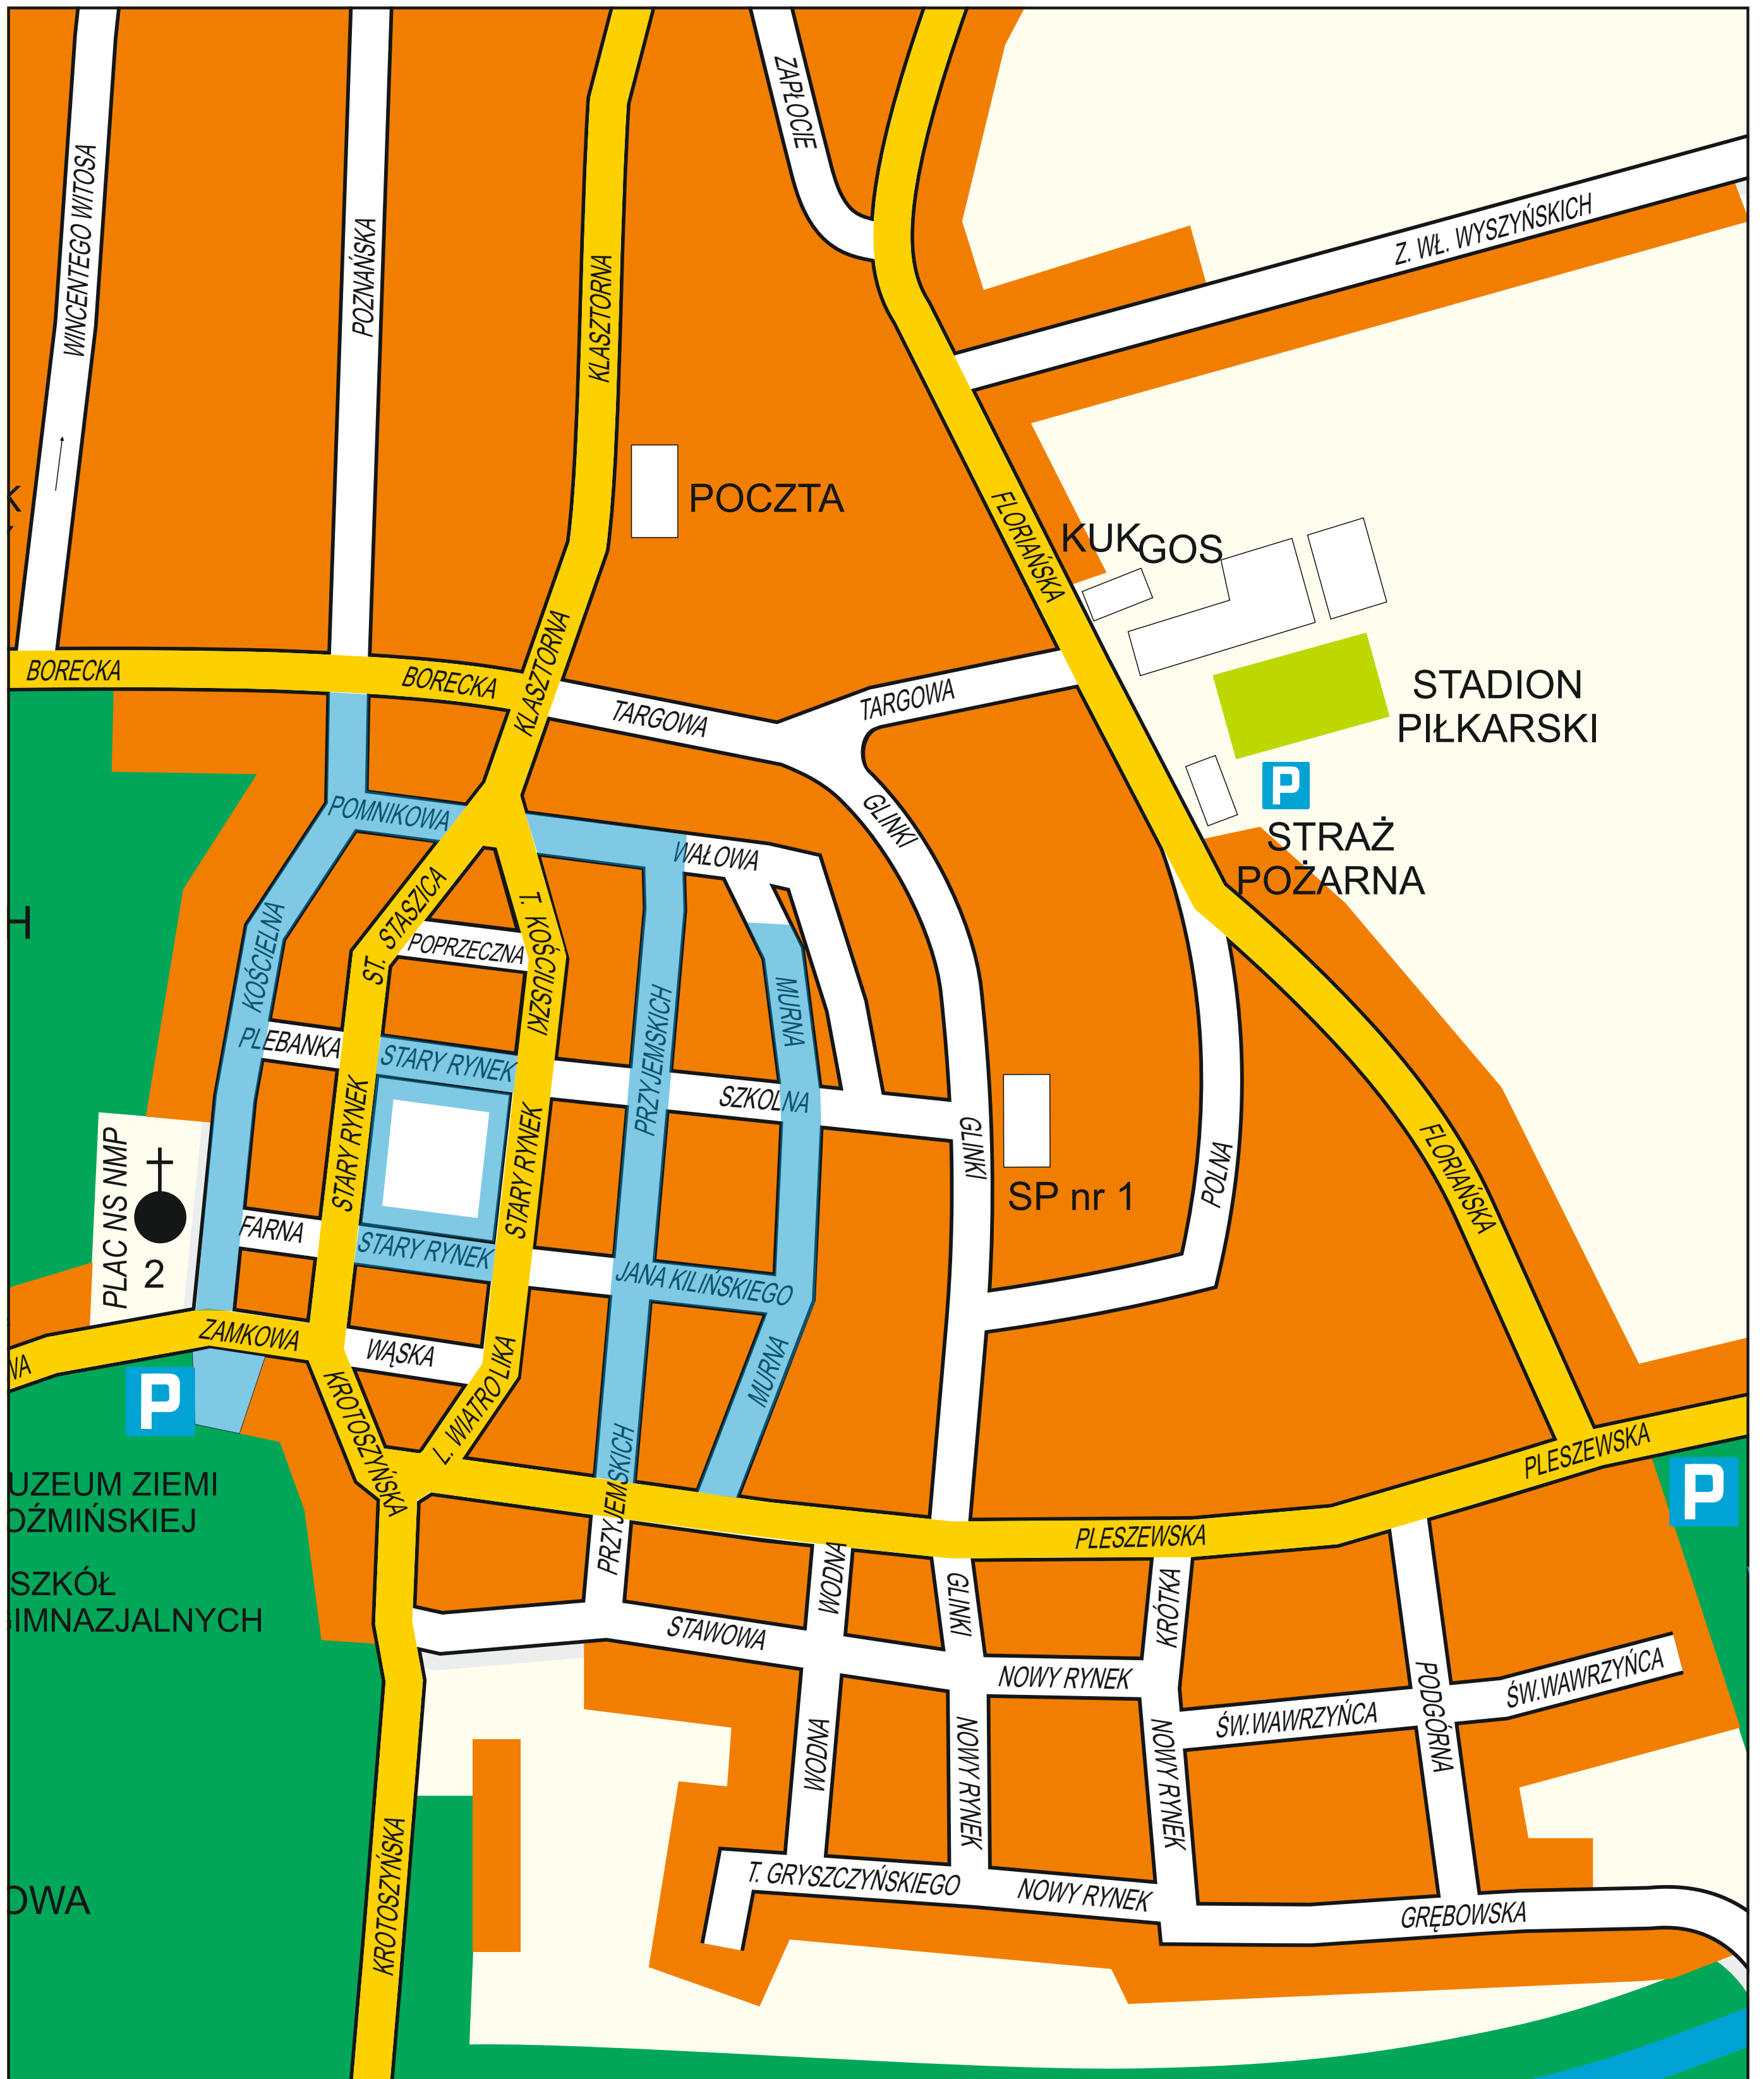 ZAPŁOCIE
WINCENTEGO WITOSA
POZNAŃSKA
KLASZTORNA
Z. WŁ. WYSZYŃSKICH
K
POCZTA
FLORIAŃSKA
KUK
GOS
BORECKA
BORECKA
KLASZTORNA
TARGOWA
TARGOWA
STADION
PIŁKARSKI
P
STRAŻ
POŻARNA
POMNIKOWA
WAŁOWA
GLINKI
H
KOŚCIELNA
ST. STASZICA
POPRZECZNA
T. KOŚCIUSZKI
PRZYJEMSKICH
MURNA
PLEBANKA
STARY RYNEK
SZKOLNA
STARY RYNEK
STARY RYNEK
GLINKI
POLNA
FLORIAŃSKA
PLAC NS NMP
2
SP nr 1
FARNA
STARY RYNEK
JANA KILIŃSKIEGO
ZAMKOWA
WĄSKA
NA
P
KROTOSZYŃSKA
L. WIATROLIKA
MURNA
PLESZEWSKA
P
UZEUM ZIEMI
OŹMIŃSKIEJ
PRZYJEMSKICH
PLESZEWSKA
WODNA
GLINKI
KRÓTKA
SZKÓŁ
GIMNAZJALNYCH
STAWOWA
NOWY RYNEK
PODGÓRNA
ŚW.WAWRZYŃCA
ŚW.WAWRZYŃCA
WODNA
NOWY RYNEK
NOWY RYNEK
KROTOSZYŃSKA
T. GRYSZCZYŃSKIEGO
NOWY RYNEK
GRĘBOWSKA
OWA